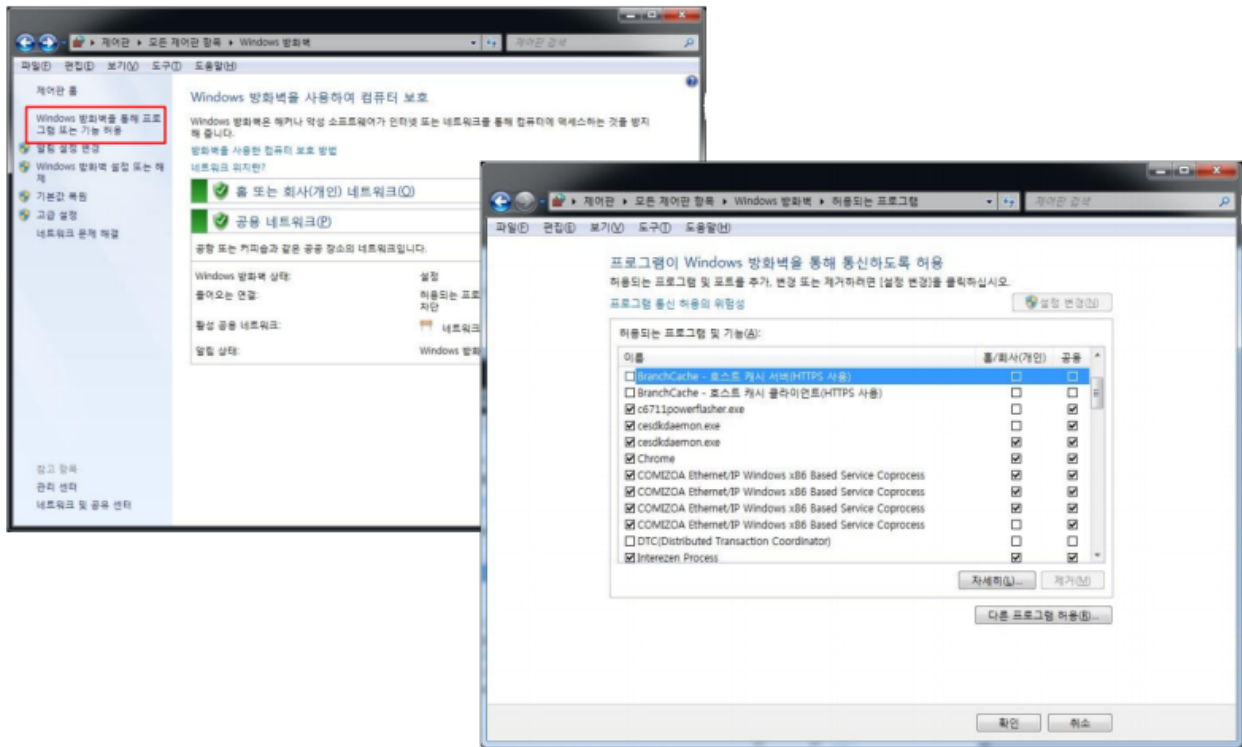 제어판 ▸ 모든 제어판 항목 ▸ Windows 방화벽
제어판 검색
파일(F) 편집(E) 보기(V) 도구(T) 도움말(H)
제어판 홈
Windows 방화벽을 통해 프로
그램 또는 기능 허용
알림 설정 변경
Windows 방화벽 설정 또는 해
제
기본값 복원
고급 설정
네트워크 문제 해결
참고 항목
관리 센터
네트워크 및 공유 센터
Windows 방화벽을 사용하여 컴퓨터 보호
Windows 방화벽은 해커나 악성 소프트웨어가 인터넷 또는 네트워크를 통해 컴퓨터에 액세스하는 것을 방지
해 줍니다.
방화벽을 사용한 컴퓨터 보호 방법
네트워크 위치란?
홈 또는 회사(개인) 네트워크(O)
공용 네트워크(P)
공항 또는 커피숍과 같은 공공 장소의 네트워크입니다.
Windows 방화벽 상태: 설정
들어오는 연결: 허용되는 프로
차단
활성 공용 네트워크: 네트워크
알림 상태: Windows 방화
제어판 ▸ 모든 제어판 항목 ▸ Windows 방화벽 ▸ 허용되는 프로그램
제어판 검색
파일(F) 편집(E) 보기(V) 도구(T) 도움말(H)
프로그램이 Windows 방화벽을 통해 통신하도록 허용
허용되는 프로그램 및 포트를 추가, 변경 또는 제거하려면 [설정 변경]을 클릭하십시오.
프로그램 통신 허용의 위험성
설정 변경(N)
허용되는 프로그램 및 기능(A):
이름 홈/회사(개인) 공용
BranchCache - 호스트 캐시 서버(HTTPS 사용)
BranchCache - 호스트 캐시 클라이언트(HTTPS 사용)
c6711powerflasher.exe
cesdkdaemon.exe
cesdkdaemon.exe
Chrome
COMIZOA Ethernet/IP Windows x86 Based Service Coprocess
COMIZOA Ethernet/IP Windows x86 Based Service Coprocess
COMIZOA Ethernet/IP Windows x86 Based Service Coprocess
COMIZOA Ethernet/IP Windows x86 Based Service Coprocess
DTC(Distributed Transaction Coordinator)
Interezen Process
자세히(L)... 제거(M)
다른 프로그램 허용(R)...
확인 취소